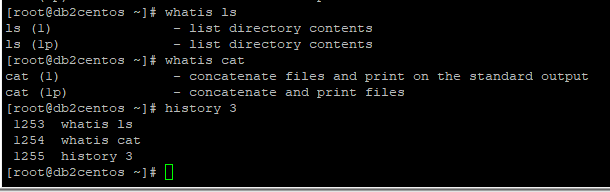 [root@db2centos ~]# whatis ls
ls (1)               - list directory contents
ls (1p)              - list directory contents
[root@db2centos ~]# whatis cat
cat (1)              - concatenate files and print on the standard output
cat (1p)             - concatenate and print files
[root@db2centos ~]# history 3
 1253  whatis ls
 1254  whatis cat
 1255  history 3
[root@db2centos ~]#